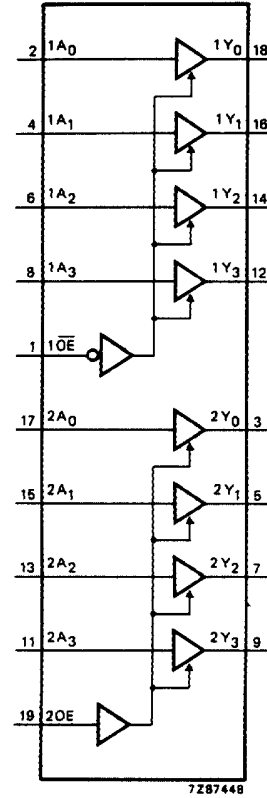 2 1A0 1Y0 18
4 1A1 1Y1 16
6 1A2 1Y2 14
8 1A3 1Y3 12
1 1O̅E̅
17 2A0 2Y0 3
15 2A1 2Y1 5
13 2A2 2Y2 7
11 2A3 2Y3 9
19 2OE
7Z87448